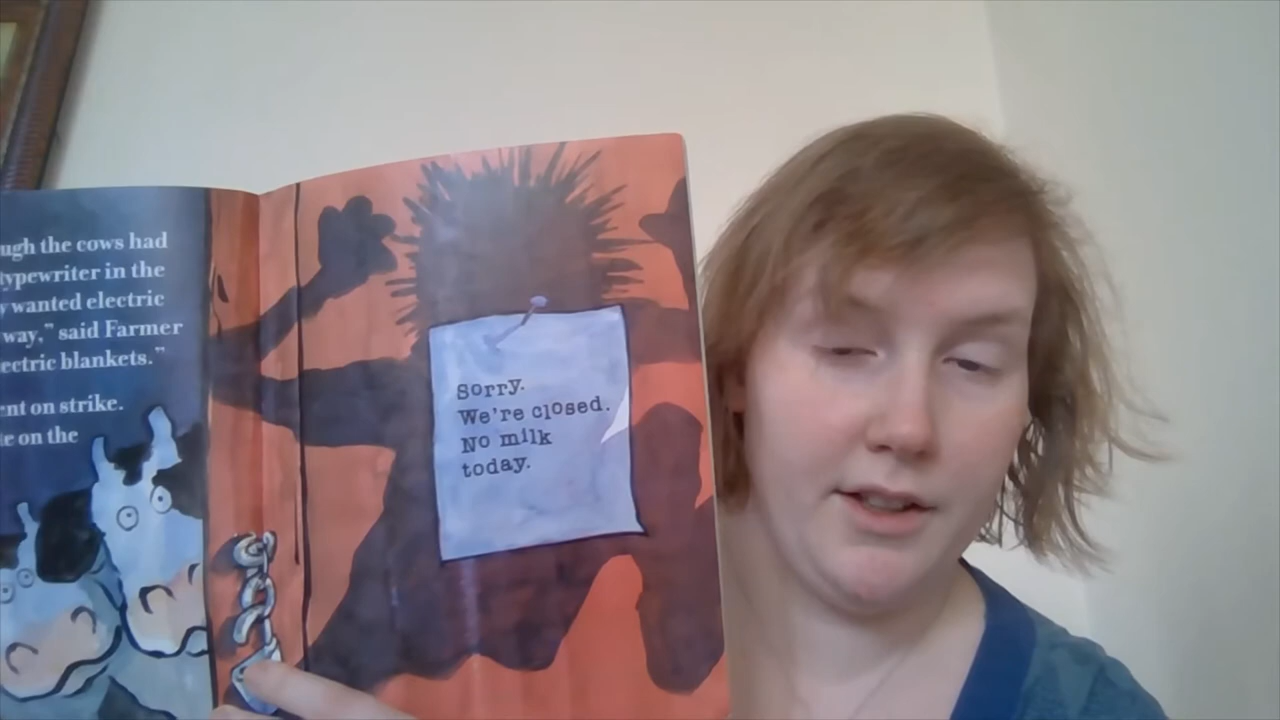 ugh the cows had
typewriter in the
wanted electric
way," said Farmer
ectric blankets."
nt on strike.
e on the
Sorry.
We're closed.
No milk
today.